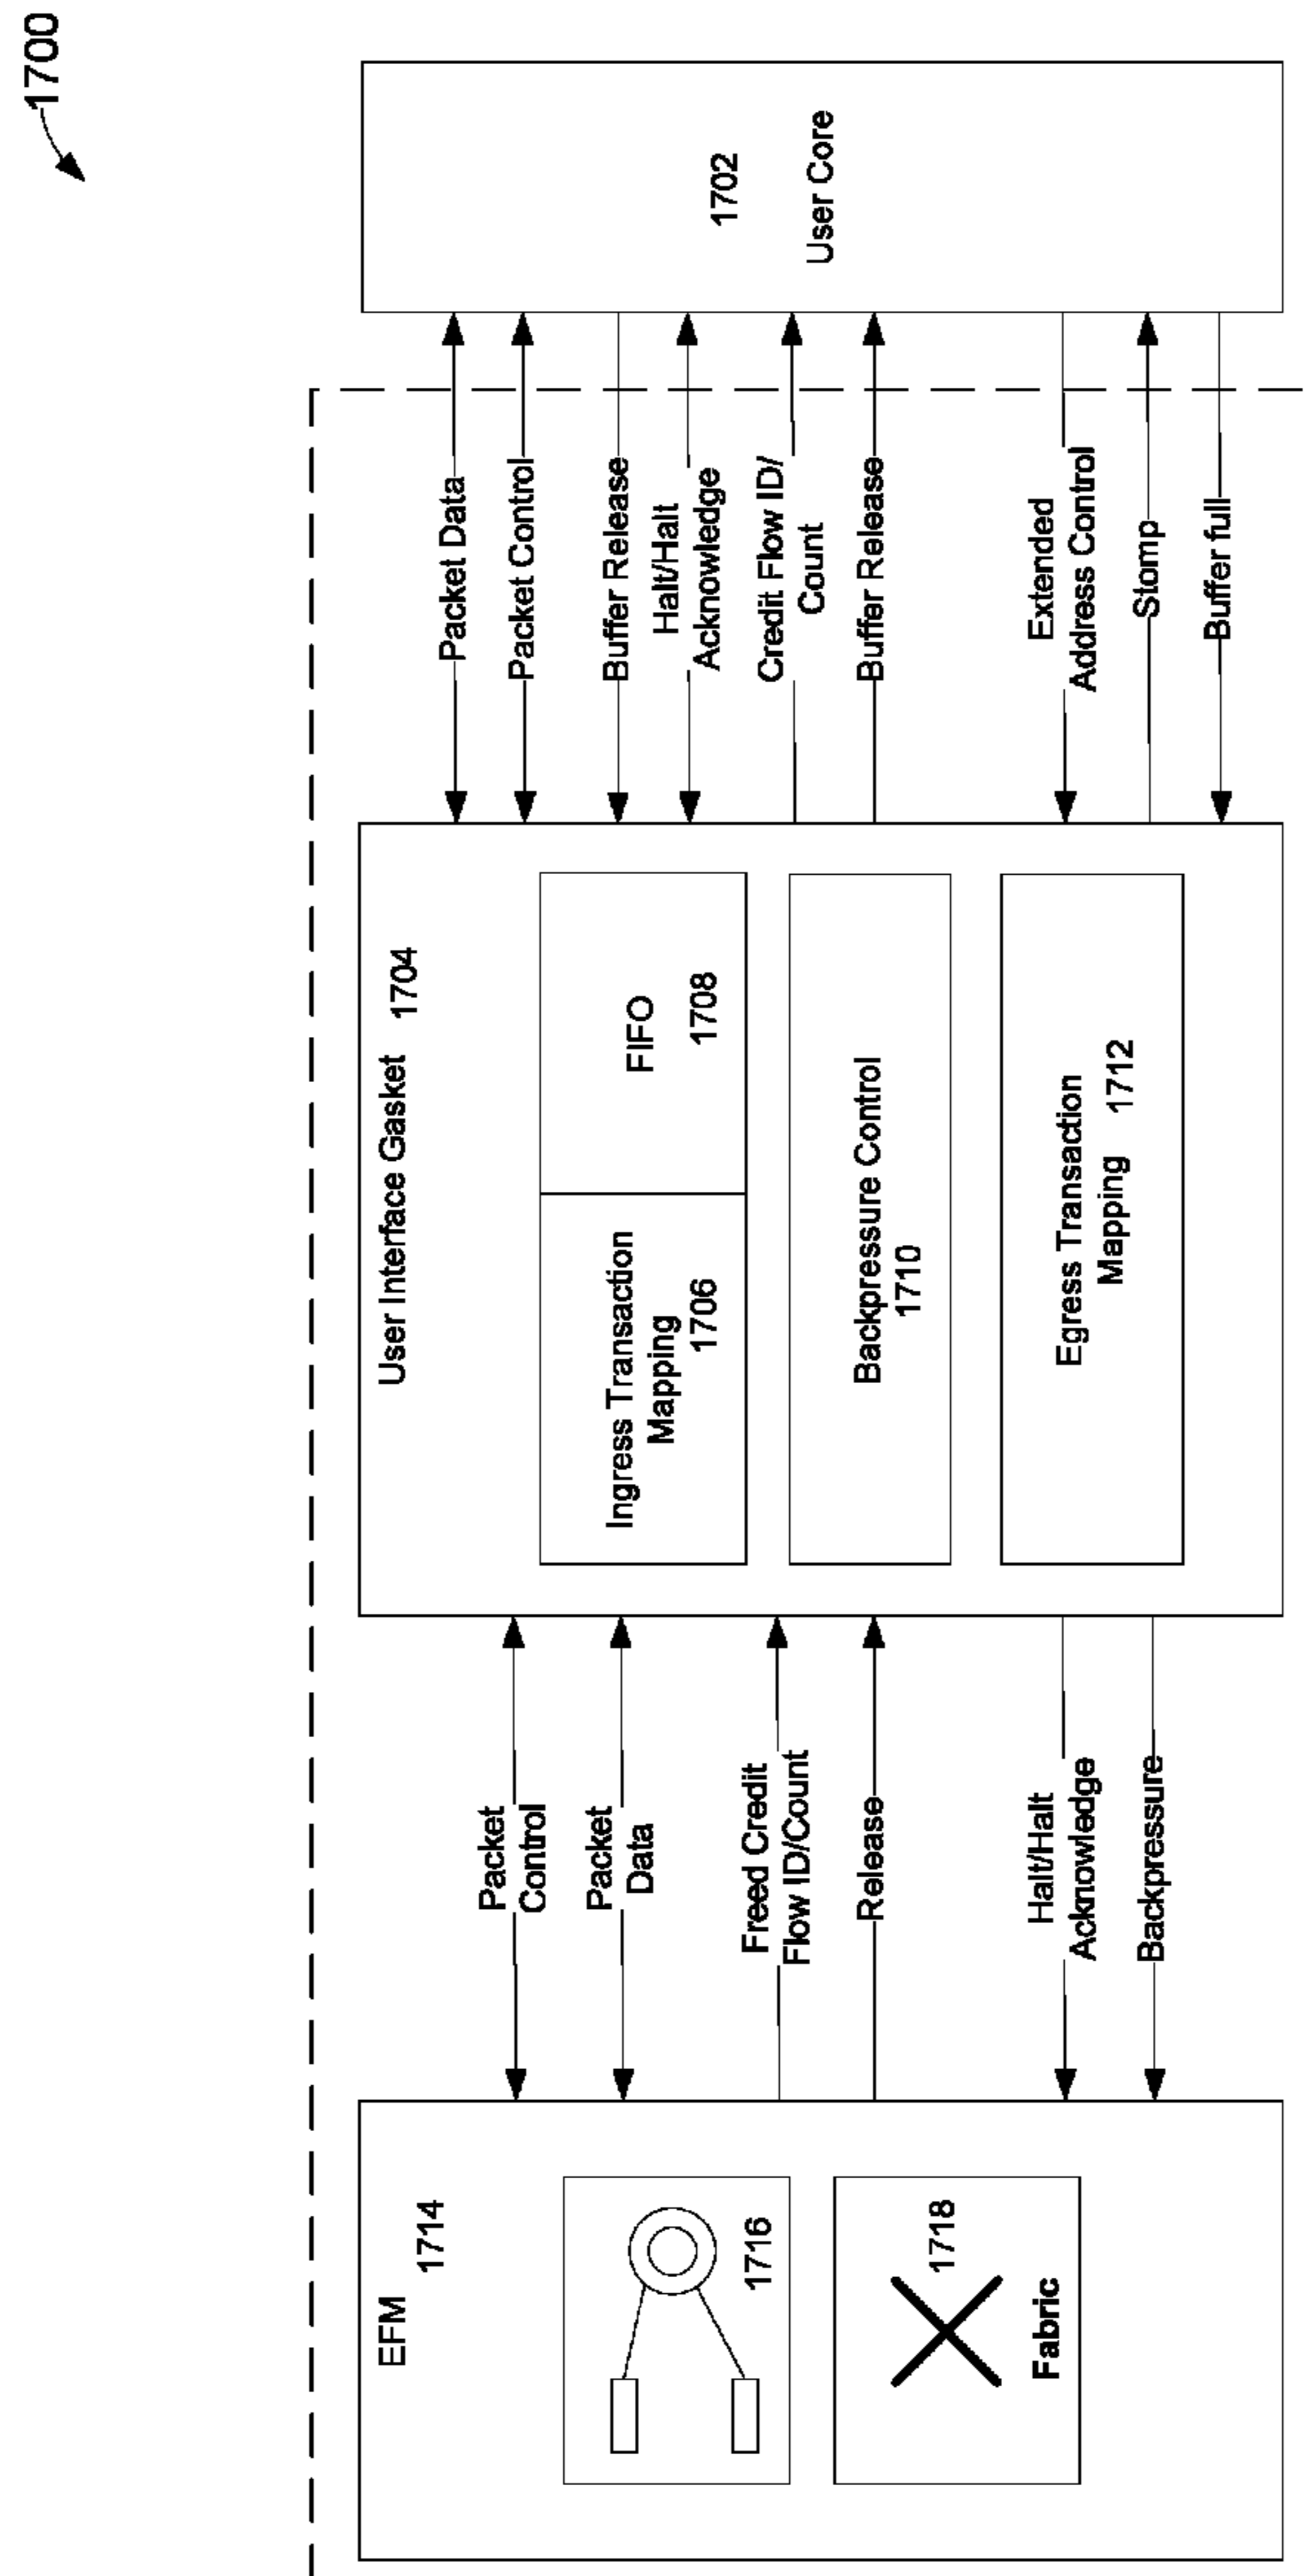 1700
EFM
1714
1716
1718
Fabric
Packet
Control
Packet
Data
Freed Credit
Flow ID/Count
Release
Halt/Halt
Acknowledge
Backpressure
User Interface Gasket 1704
Ingress Transaction
Mapping
1706
FIFO
1708
Backpressure Control
1710
Egress Transaction
Mapping 1712
Packet Data
Packet Control
Buffer Release
Halt/Halt
Acknowledge
Credit Flow ID/
Count
Buffer Release
Extended
Address Control
Stomp
Buffer full
1702
User Core